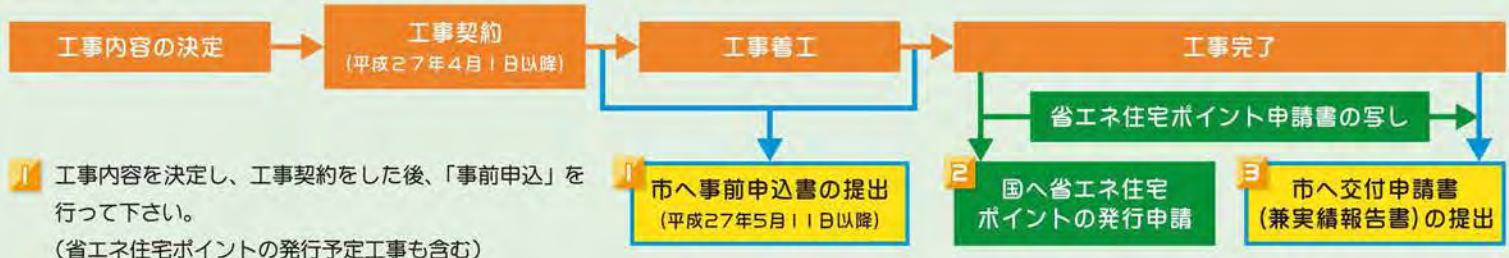 工事内容の決定
工事契約
(平成27年4月1日以降)
工事着工
工事完了
省エネ住宅ポイント申請書の写し
1 工事内容を決定し、工事契約をした後、「事前申込」を
行って下さい。
(省エネ住宅ポイントの発行予定工事も含む)
1
市へ事前申込書の提出
(平成27年5月11日以降)
2
国へ省エネ住宅
ポイントの発行申請
3
市へ交付申請書
(兼実績報告書)の提出